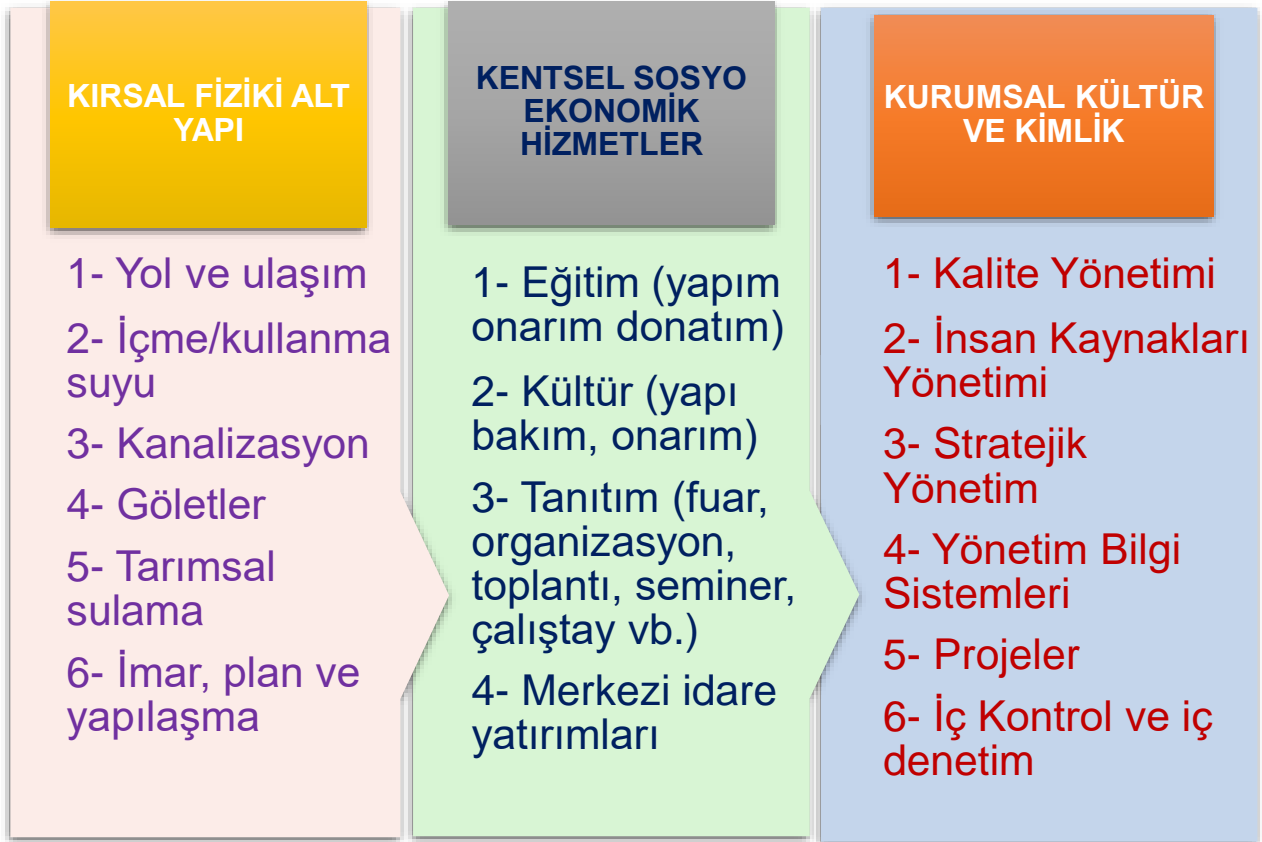 KIRSAL FİZİKİ ALT
YAPI
1- Yol ve ulaşım
2- İçme/kullanma
suyu
3- Kanalizasyon
4- Göletler
5- Tarımsal
sulama
6- İmar, plan ve
yapılaşma
KENTSEL SOSYO
EKONOMİK
HİZMETLER
1- Eğitim (yapım
onarım donatım)
2- Kültür (yapı
bakım, onarım)
3- Tanıtım (fuar,
organizasyon,
toplantı, seminer,
çalıştay vb.)
4- Merkezi idare
yatırımları
KURUMSAL KÜLTÜR
VE KİMLİK
1- Kalite Yönetimi
2- İnsan Kaynakları
Yönetimi
3- Stratejik
Yönetim
4- Yönetim Bilgi
Sistemleri
5- Projeler
6- İç Kontrol ve iç
denetim